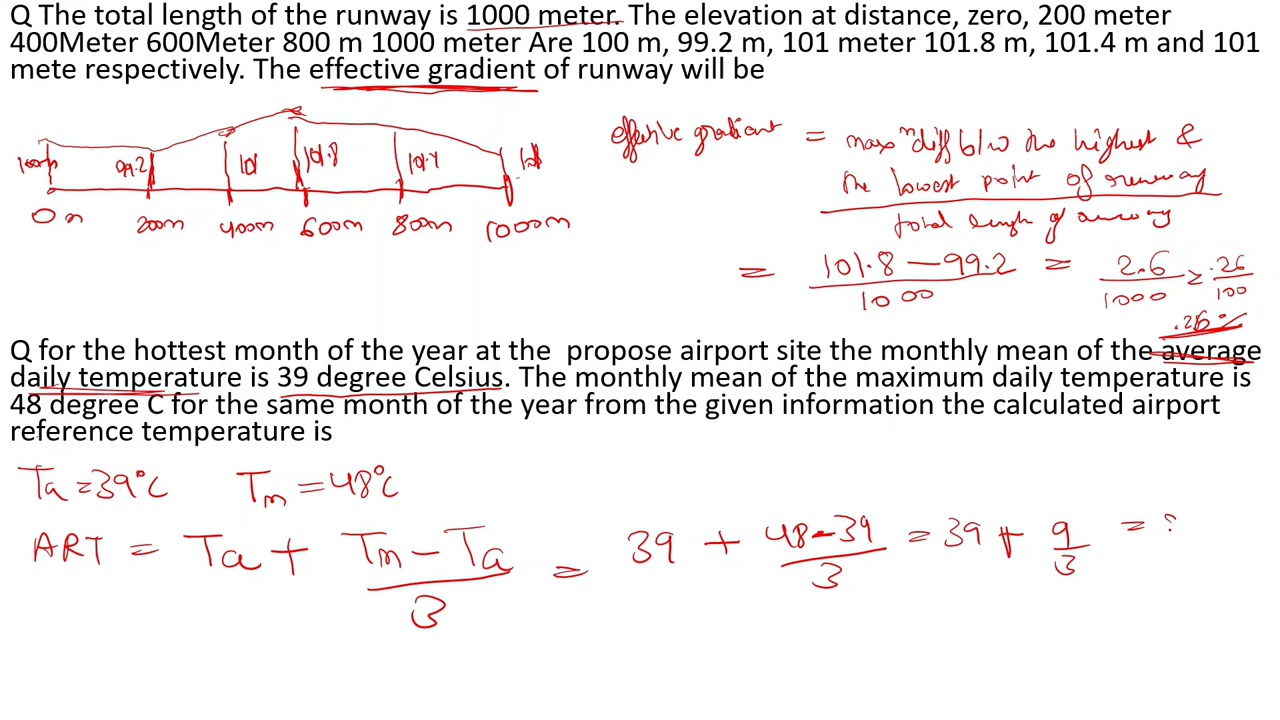 Q The total length of the runway is 1000 meter. The elevation at distance, zero, 200 meter
400Meter 600Meter 800 m 1000 meter Are 100 m, 99.2 m, 101 meter 101.8 m, 101.4 m and 101
mete respectively. The effective gradient of runway will be
effective gradient = maxm diff b/w the highest &
the lowest point of runway
total length of runway
99.2 101 101.8 101.4
0 m 200m 400m 600m 800m 1000m
= 101.8 - 99.2 = 2.6 = .26
1000 1000 100
.26%
Q for the hottest month of the year at the propose airport site the monthly mean of the average
daily temperature is 39 degree Celsius. The monthly mean of the maximum daily temperature is
48 degree C for the same month of the year from the given information the calculated airport
reference temperature is
Ta = 39°C Tm = 48°C
ART = Ta + Tm - Ta = 39 + 48-39 = 39 + 9 = ?
3 3 3